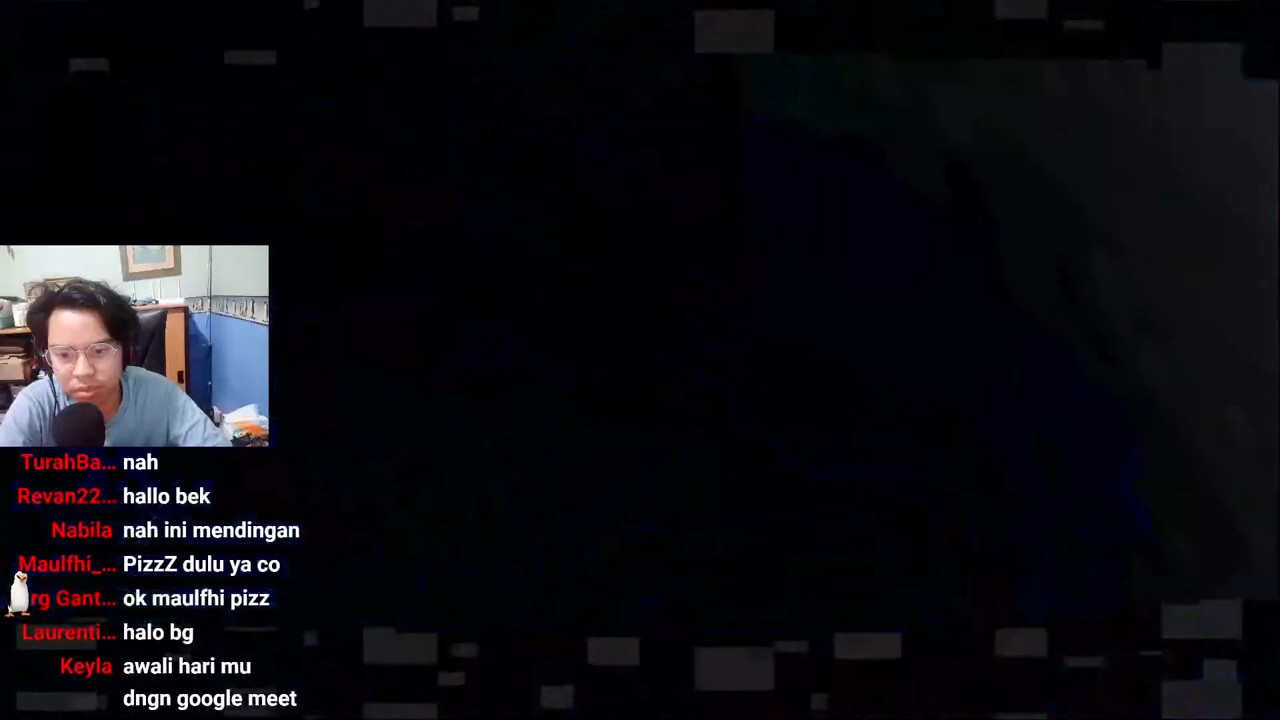 TurahBa... nah
Revan22... hallo bek
Nabila nah ini mendingan
Maulfhi_... PizzZ dulu ya co
rg Gant... ok maulfhi pizz
Laurenti... halo bg
Keyla awali hari mu
dngn google meet